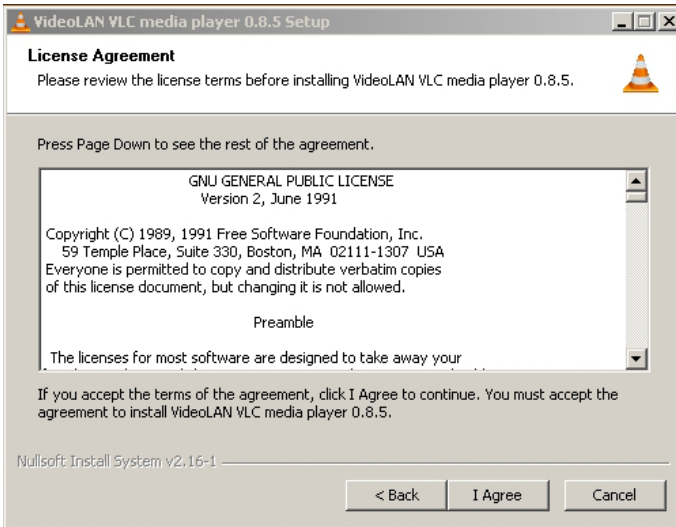 VideoLAN VLC media player 0.8.5 Setup
License Agreement
Please review the license terms before installing VideoLAN VLC media player 0.8.5.
Press Page Down to see the rest of the agreement.
GNU GENERAL PUBLIC LICENSE
Version 2, June 1991
Copyright (C) 1989, 1991 Free Software Foundation, Inc.
59 Temple Place, Suite 330, Boston, MA 02111-1307 USA
Everyone is permitted to copy and distribute verbatim copies
of this license document, but changing it is not allowed.
Preamble
The licenses for most software are designed to take away your
If you accept the terms of the agreement, click I Agree to continue. You must accept the
agreement to install VideoLAN VLC media player 0.8.5.
Nullsoft Install System v2.16-1
< Back I Agree Cancel